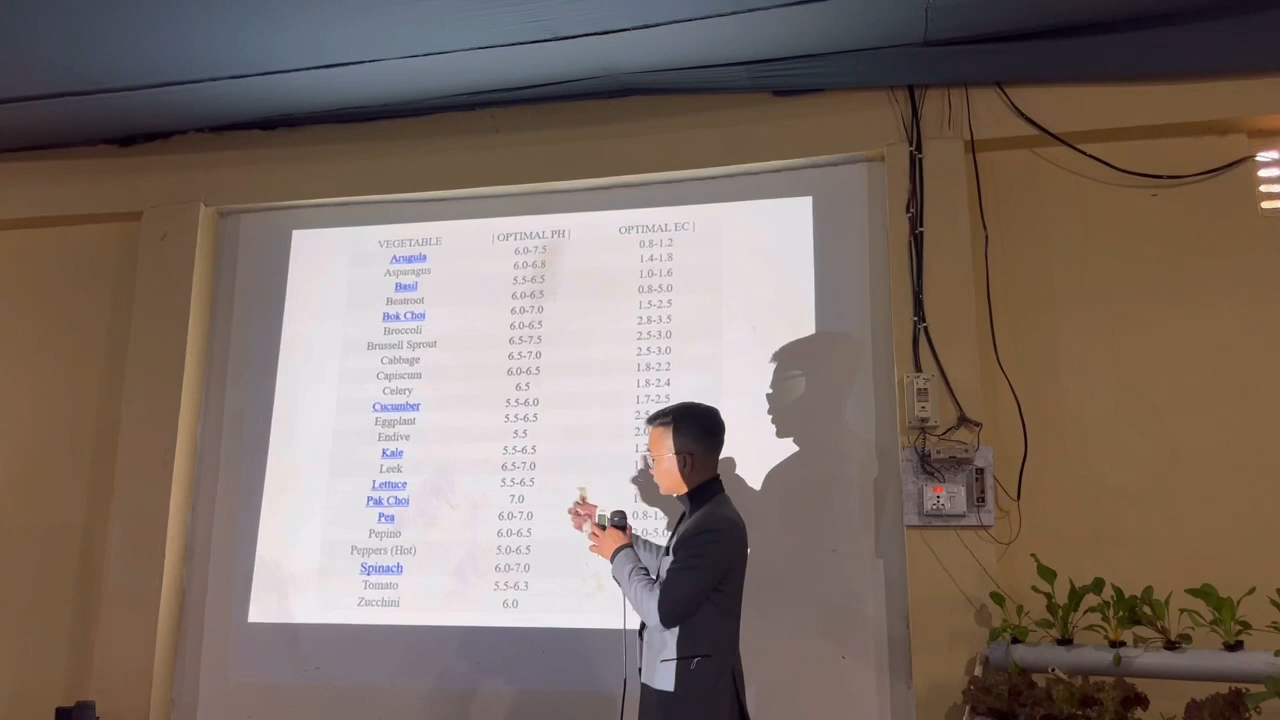 VEGETABLE | OPTIMAL PH | OPTIMAL EC |
Arugula 6.0-7.5 0.8-1.2
Asparagus 6.0-6.8 1.4-1.8
Basil 5.5-6.5 1.0-1.6
Beatroot 6.0-6.5 0.8-5.0
Bok Choi 6.0-7.0 1.5-2.5
Broccoli 6.0-6.5 2.8-3.5
Brussell Sprout 6.5-7.5 2.5-3.0
Cabbage 6.5-7.0 2.5-3.0
Capiscum 6.0-6.5 1.8-2.2
Celery 6.5 1.8-2.4
Cucumber 5.5-6.0 1.7-2.5
Eggplant 5.5-6.5
Endive 5.5
Kale 5.5-6.5
Leek 6.5-7.0
Lettuce 5.5-6.5
Pak Choi 7.0
Pea 6.0-7.0
Pepino 6.0-6.5
Peppers (Hot) 5.0-6.5
Spinach 6.0-7.0
Tomato 5.5-6.3
Zucchini 6.0